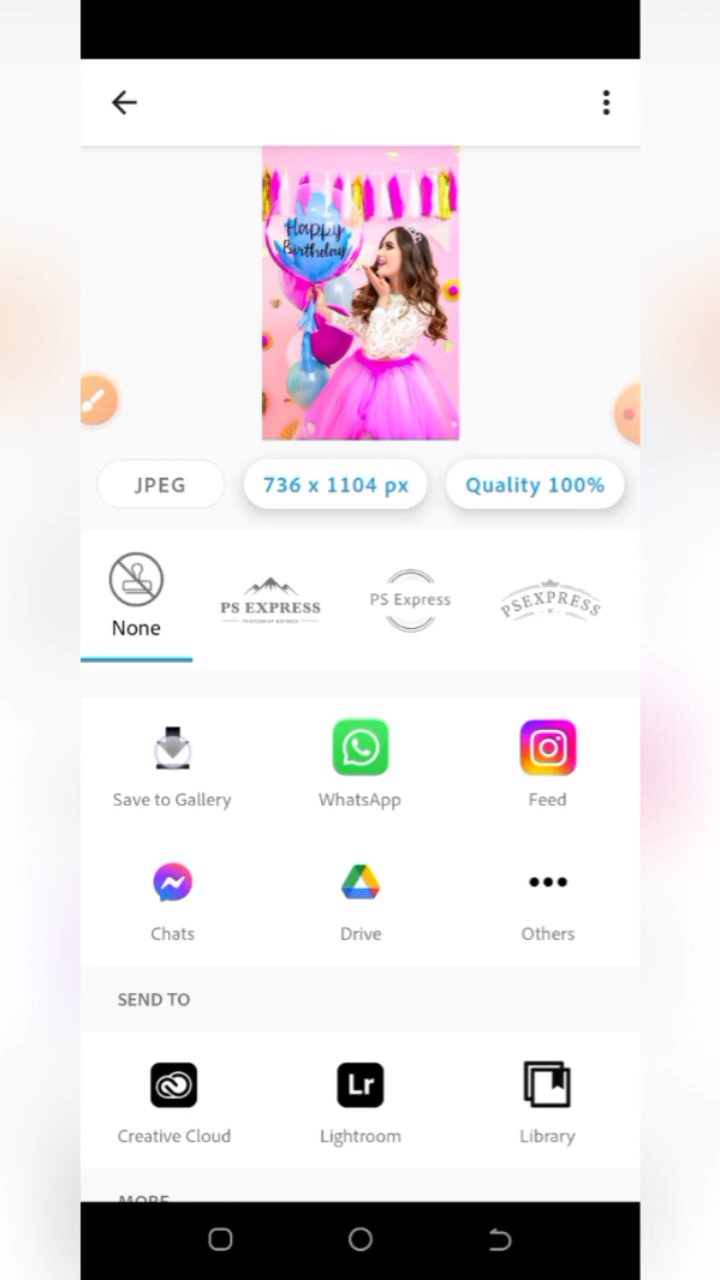 Happy
Birthday
JPEG
736 x 1104 px
Quality 100%
None
PS EXPRESS
PS Express
PSEXPRESS
Save to Gallery
WhatsApp
Feed
Chats
Drive
Others
SEND TO
Lr
Creative Cloud
Lightroom
Library
MORE